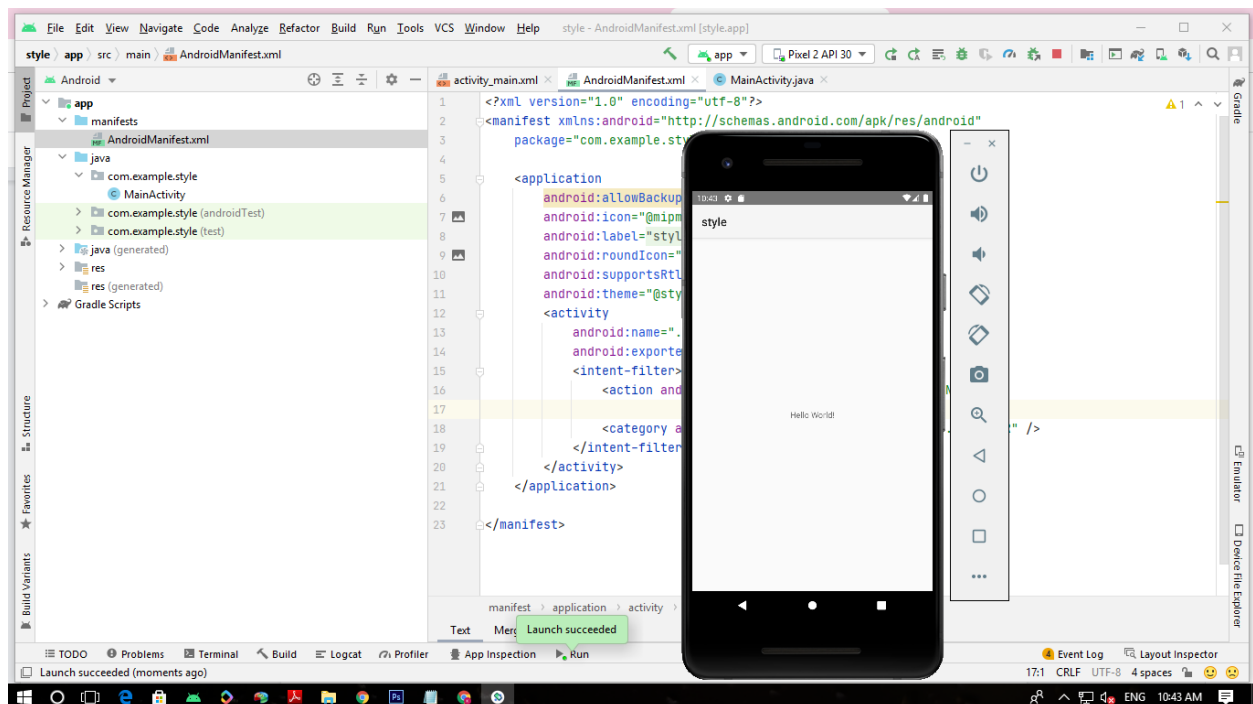 File Edit View Navigate Code Analyze Refactor Build Run Tools VCS Window Help style - AndroidManifest.xml [style.app]
style app src main AndroidManifest.xml app Pixel 2 API 30
Android
activity_main.xml AndroidManifest.xml MainActivity.java
Project
Resource Manager
Structure
Favorites
Build Variants
app
manifests
AndroidManifest.xml
java
com.example.style
MainActivity
com.example.style (androidTest)
com.example.style (test)
java (generated)
res
res (generated)
Gradle Scripts
1 <?xml version="1.0" encoding="utf-8"?>
2 <manifest xmlns:android="http://schemas.android.com/apk/res/android"
3 package="com.example.sty
4
5 <application
6 android:allowBackup
7 android:icon="@mipm
8 android:label="styl
9 android:roundIcon="
10 android:supportsRtl
11 android:theme="@sty
12 <activity
13 android:name=".
14 android:exporte
15 <intent-filter>
16 <action and
17
18 <category a " />
19 </intent-filter
20 </activity>
21 </application>
22
23 </manifest>
1
10:43
style
Hello World!
Gradle
Emulator
Device File Explorer
manifest application activity
Text Merg
Launch succeeded
TODO Problems Terminal Build Logcat Profiler App Inspection Run 4 Event Log Layout Inspector
Launch succeeded (moments ago) 17:1 CRLF UTF-8 4 spaces
Ps ENG 10:43 AM